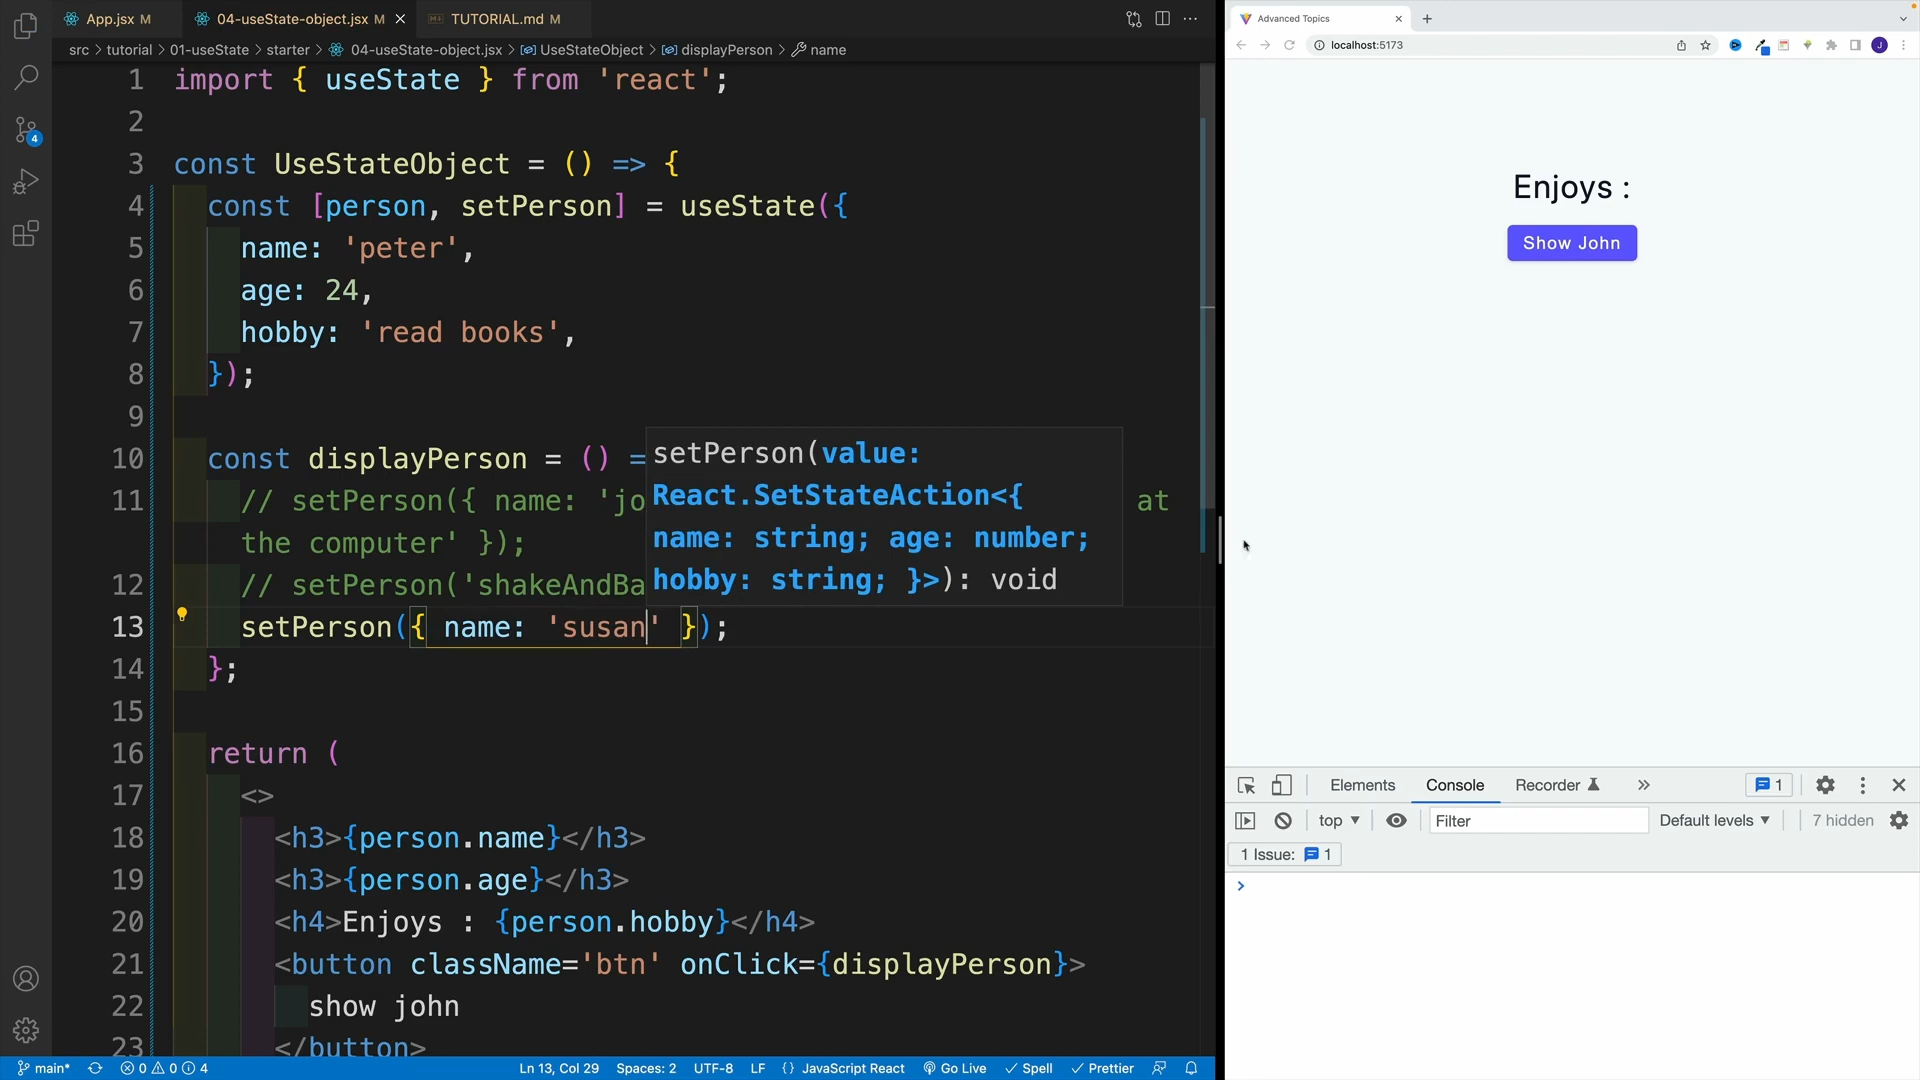 App.jsx M
04-useState-object.jsx M
TUTORIAL.md M
src > tutorial > 01-useState > starter > 04-useState-object.jsx > UseStateObject > displayPerson > name
1 import { useState } from 'react';
2
3 const UseStateObject = () => {
4 const [person, setPerson] = useState({
5 name: 'peter',
6 age: 24,
7 hobby: 'read books',
8 });
9
10 const displayPerson = () =
11 // setPerson({ name: 'jo at
the computer' });
12 // setPerson('shakeAndBa
13 setPerson({ name: 'susan' });
14 };
15
16 return (
17 <>
18 <h3>{person.name}</h3>
19 <h3>{person.age}</h3>
20 <h4>Enjoys : {person.hobby}</h4>
21 <button className='btn' onClick={displayPerson}>
22 show john
23 </button>
setPerson(value:
React.SetStateAction<{
name: string; age: number;
hobby: string; }>): void
4
main* 0 0 4
Ln 13, Col 29 Spaces: 2 UTF-8 LF {} JavaScript React Go Live Spell Prettier
Advanced Topics
localhost:5173
J
Enjoys :
Show John
Elements Console Recorder 1
top Filter Default levels 7 hidden
1 Issue: 1